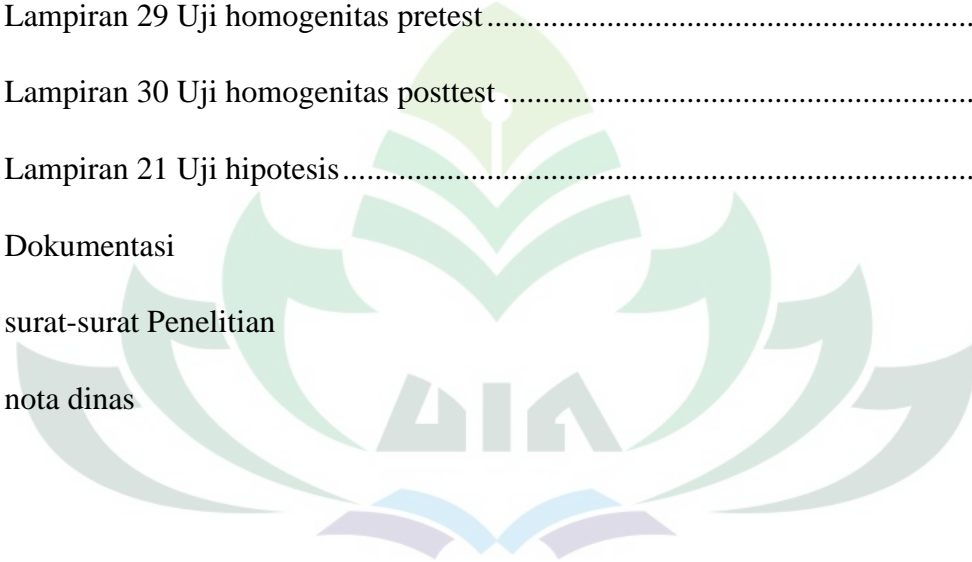 Lampiran 29 Uji homogenitas pretest...............................................................................
Lampiran 30 Uji homogenitas posttest ............................................................................
Lampiran 21 Uji hipotesis...................................................................................................
Dokumentasi
surat-surat Penelitian
nota dinas
UIN